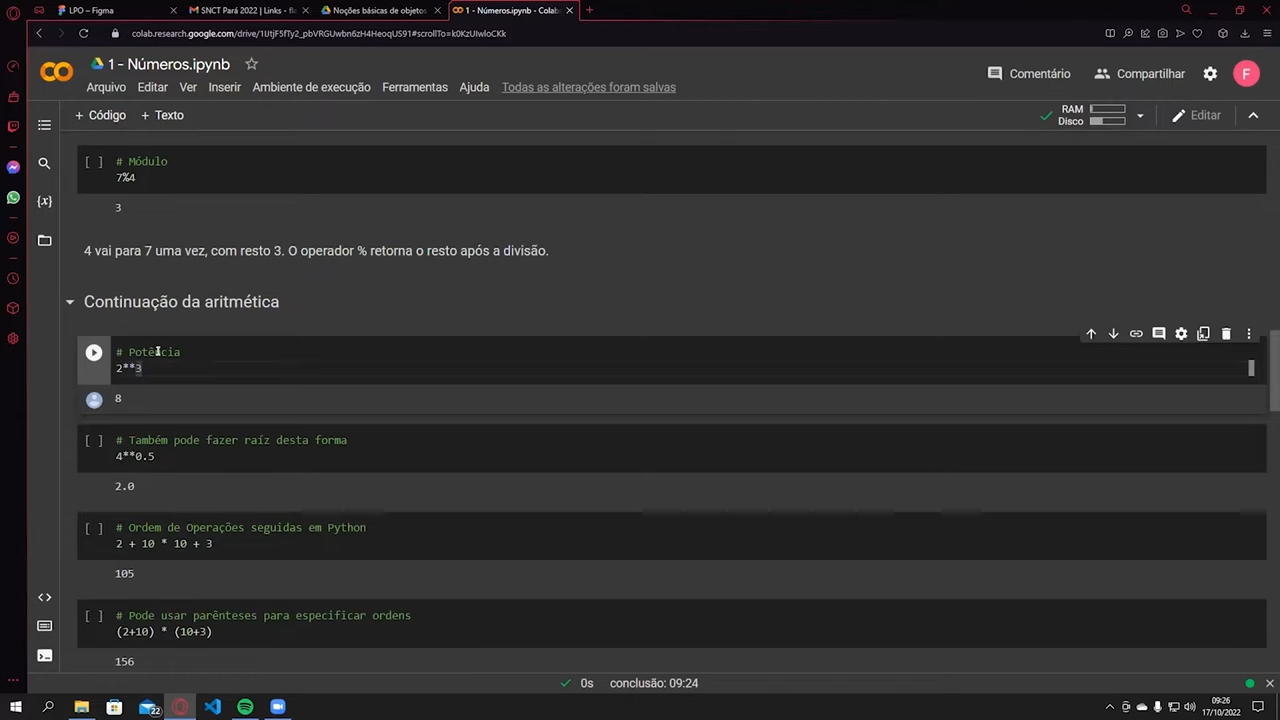 LPO – Figma
SNCT Pará 2022 | Links - fl
Noções básicas de objetos
1 - Números.ipynb - Colab
colab.research.google.com/drive/1UtjF5fTy2_pbVRGUwbn6zH4HeoqUS91#scrollTo=k0KzUIwloCKk
1 - Números.ipynb
Arquivo Editar Ver Inserir Ambiente de execução Ferramentas Ajuda Todas as alterações foram salvas
Comentário Compartilhar F
+ Código + Texto
RAM
Disco
Editar
[ ] # Módulo
7%4
3
4 vai para 7 uma vez, com resto 3. O operador % retorna o resto após a divisão.
Continuação da aritmética
# Potência
2**3
8
[ ] # Também pode fazer raíz desta forma
4**0.5
2.0
[ ] # Ordem de Operações seguidas em Python
2 + 10 * 10 + 3
105
[ ] # Pode usar parênteses para especificar ordens
(2+10) * (10+3)
156
0s conclusão: 09:24
22
09:26
17/10/2022